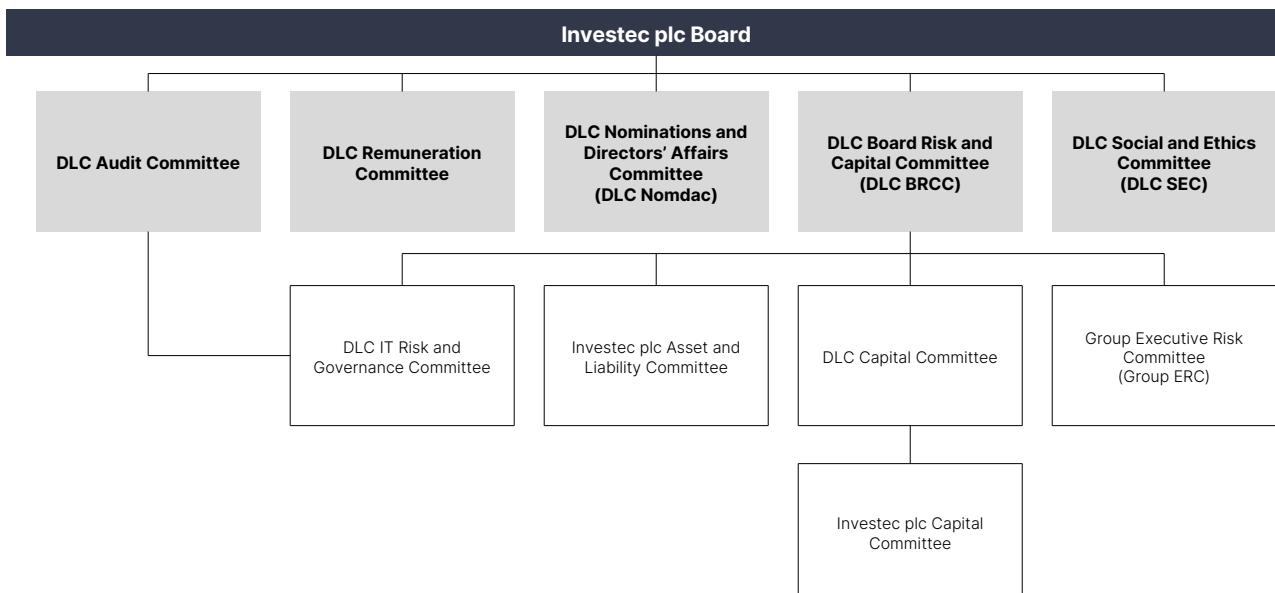 Investec plc Board
DLC Audit Committee
DLC Remuneration
Committee
DLC Nominations and
Directors’ Affairs
Committee
(DLC Nomdac)
DLC Board Risk and
Capital Committee
(DLC BRCC)
DLC Social and Ethics
Committee
(DLC SEC)
DLC IT Risk and
Governance Committee
Investec plc Asset and
Liability Committee
DLC Capital Committee
Group Executive Risk
Committee
(Group ERC)
Investec plc Capital
Committee